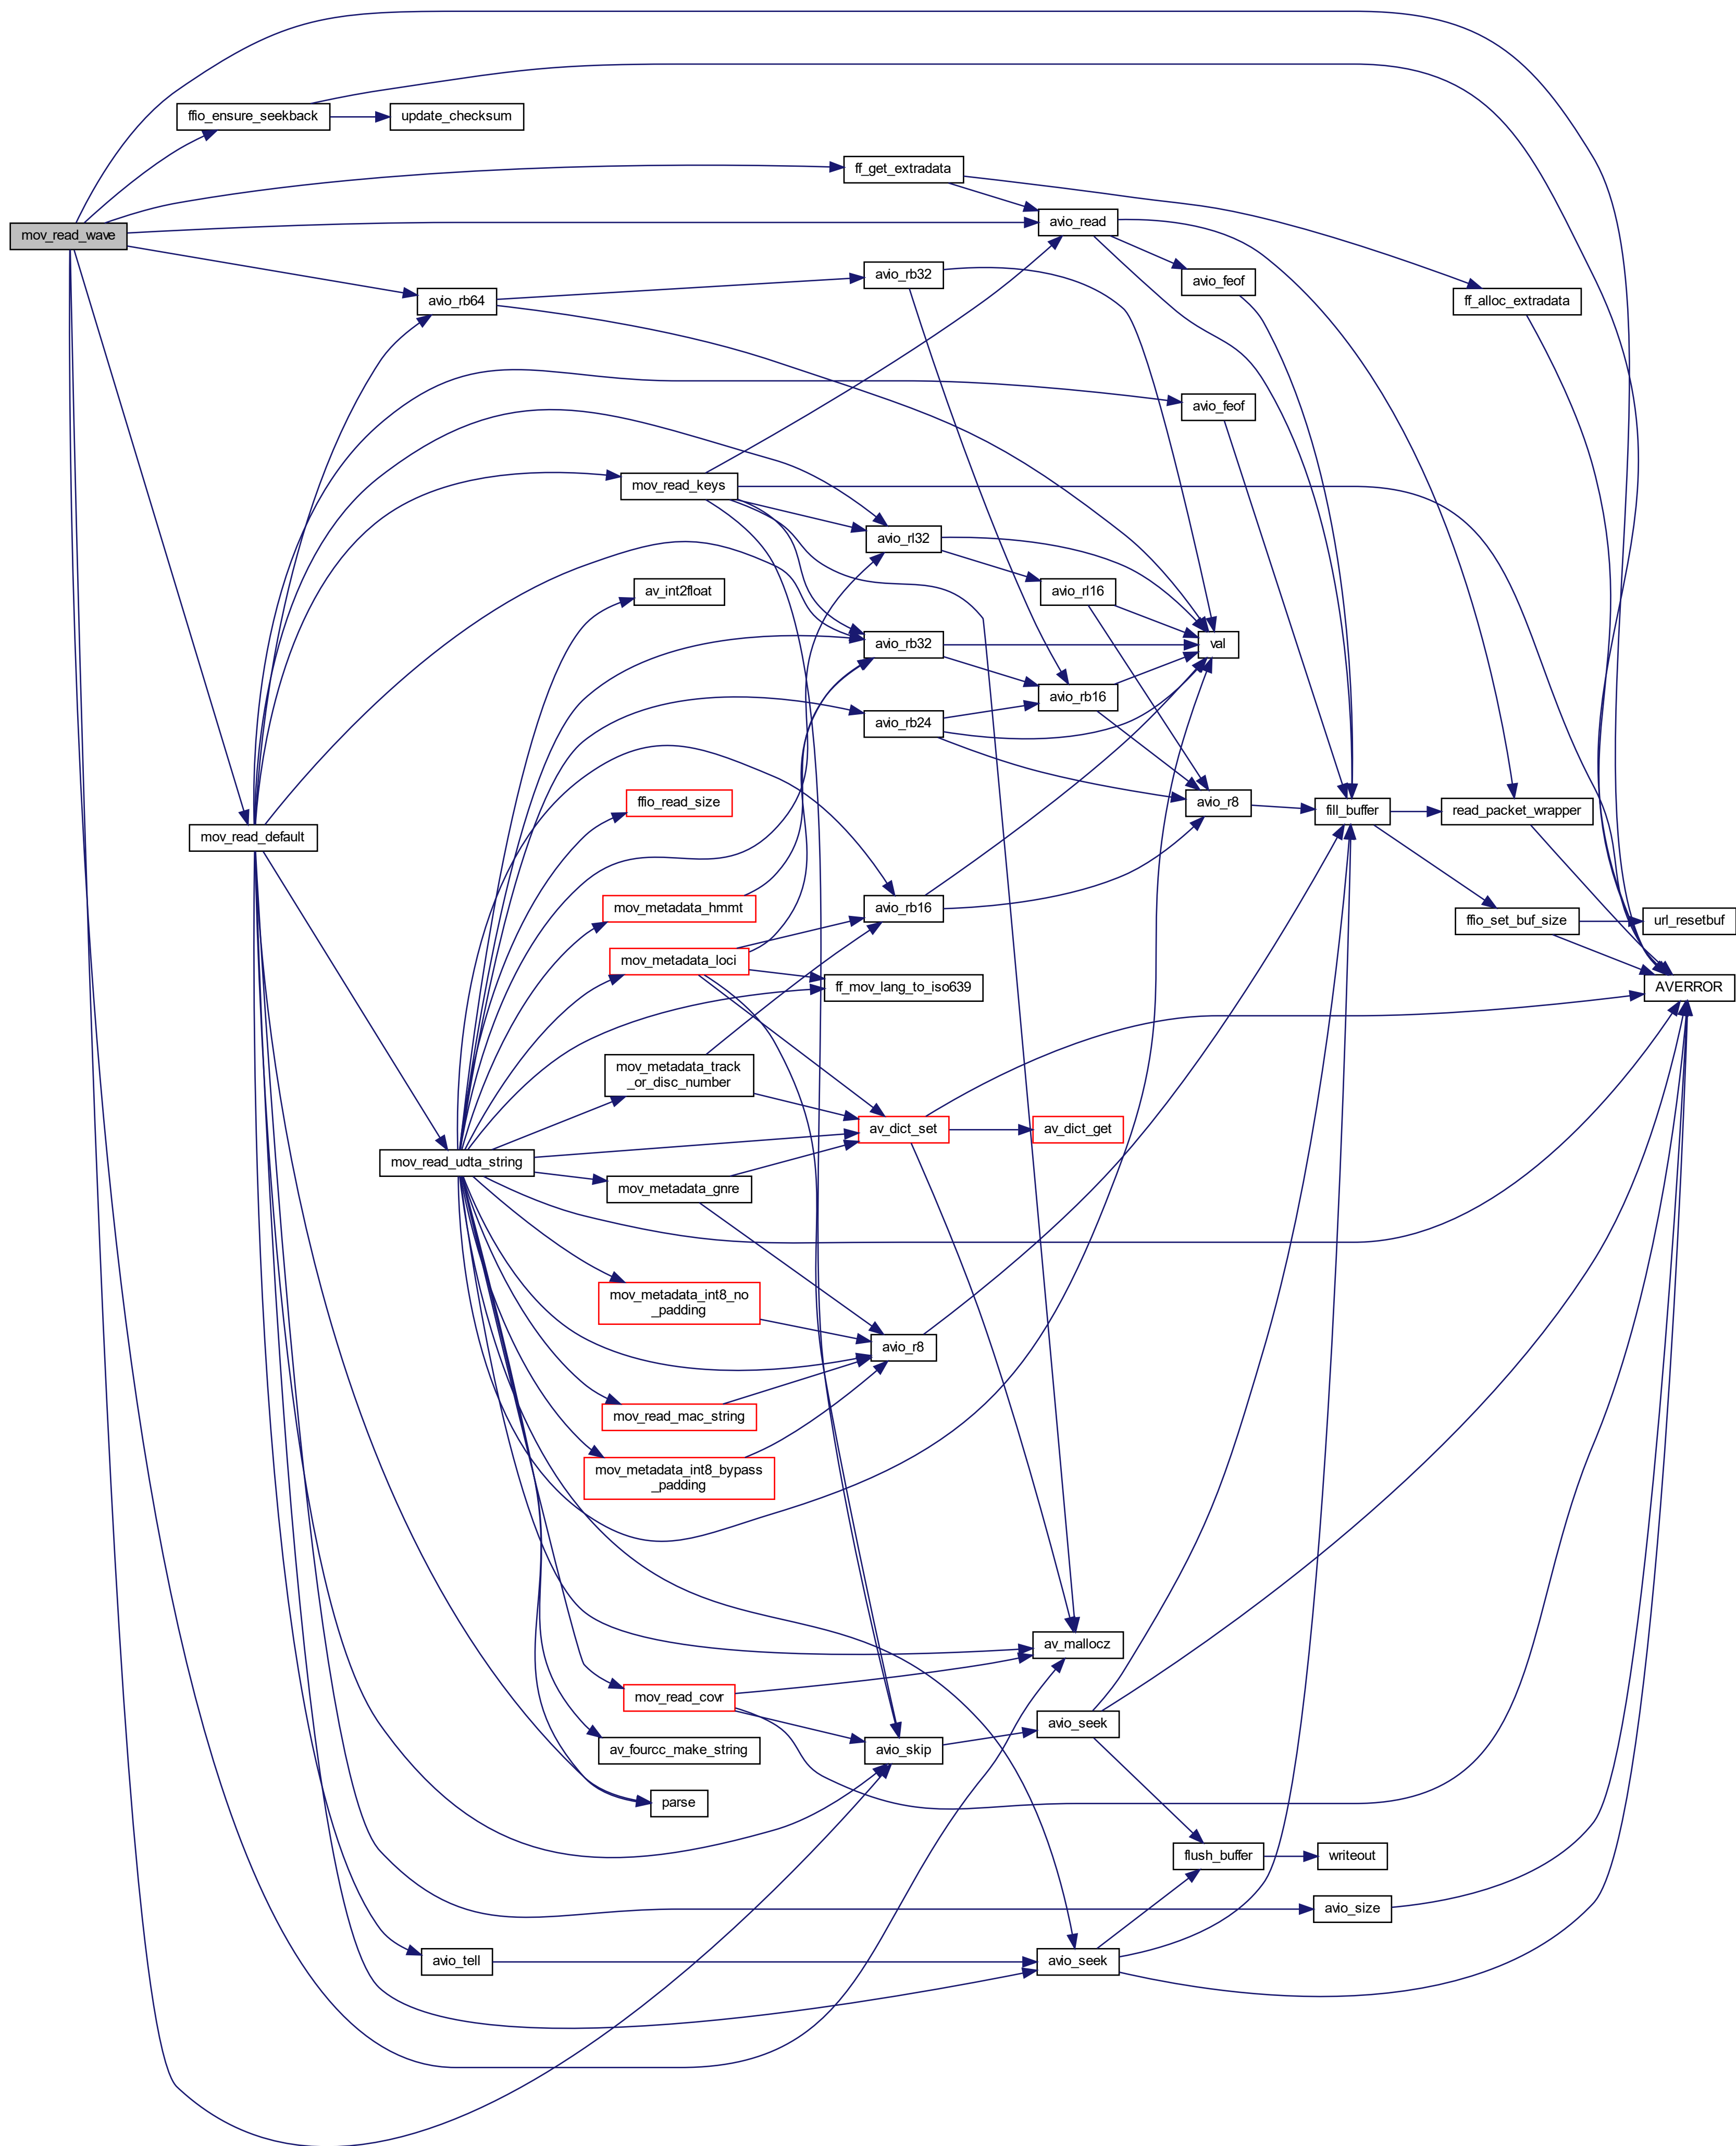 ffio_ensure_seekback
update_checksum
ff_get_extradata
avio_read
mov_read_wave
avio_rb32
avio_feof
avio_rb64
ff_alloc_extradata
avio_feof
mov_read_keys
avio_rl32
av_int2float
avio_rl16
avio_rb32
val
avio_rb16
avio_rb24
ffio_read_size
avio_r8
fill_buffer
read_packet_wrapper
mov_read_default
mov_metadata_hmmt
avio_rb16
ffio_set_buf_size
url_resetbuf
mov_metadata_loci
ff_mov_lang_to_iso639
AVERROR
mov_metadata_track
_or_disc_number
av_dict_set
av_dict_get
mov_read_udta_string
mov_metadata_gnre
mov_metadata_int8_no
_padding
avio_r8
mov_read_mac_string
mov_metadata_int8_bypass
_padding
av_mallocz
mov_read_covr
avio_seek
av_fourcc_make_string
avio_skip
parse
flush_buffer
writeout
avio_size
avio_tell
avio_seek